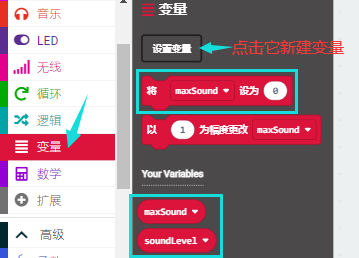 音乐
LED
无线
循环
逻辑
变量
数学
扩展
高级
变量
设置变量
点击它新建变量
将 maxSound 设为 0
以 1 为幅度更改 maxSound
Your Variables
maxSound
soundLevel